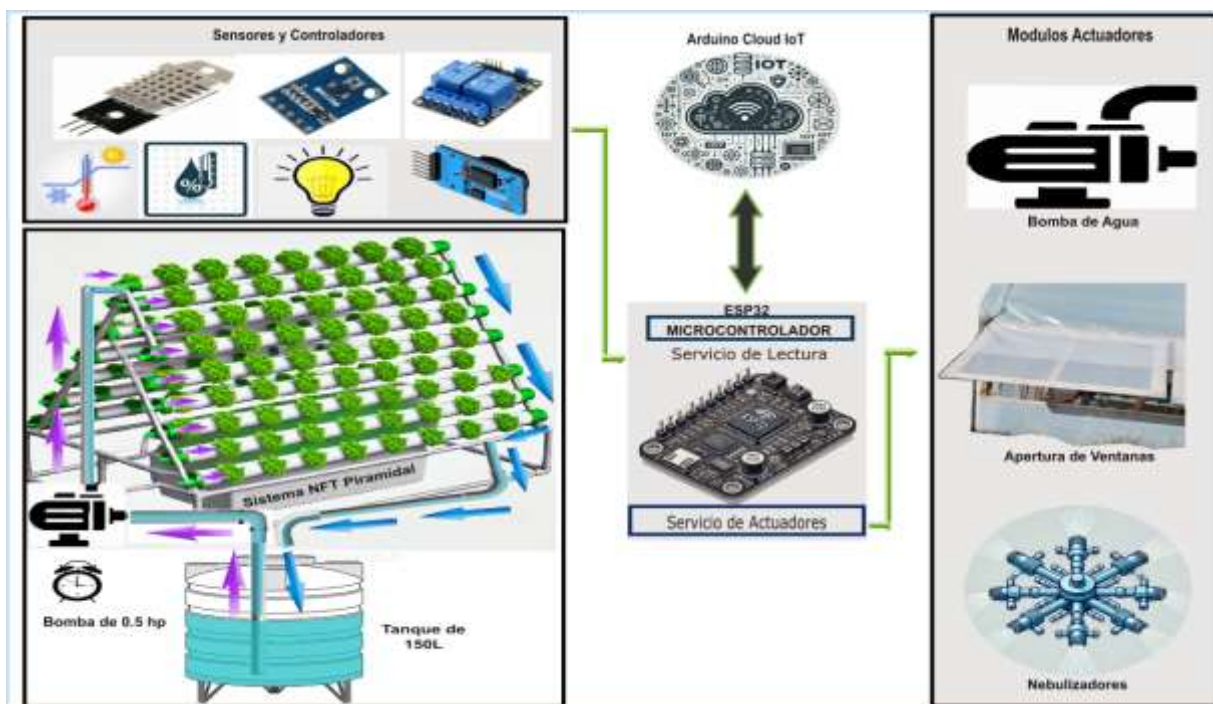 Sensores y Controladores
%
Arduino Cloud IoT
IOT
ESP32
MICROCONTROLADOR
Servicio de Lectura
Servicio de Actuadores
Modulos Actuadores
Bomba de Agua
Apertura de Ventanas
Nebulizadores
Sistema NFT Piramidal
Bomba de 0.5 hp
Tanque de
150L